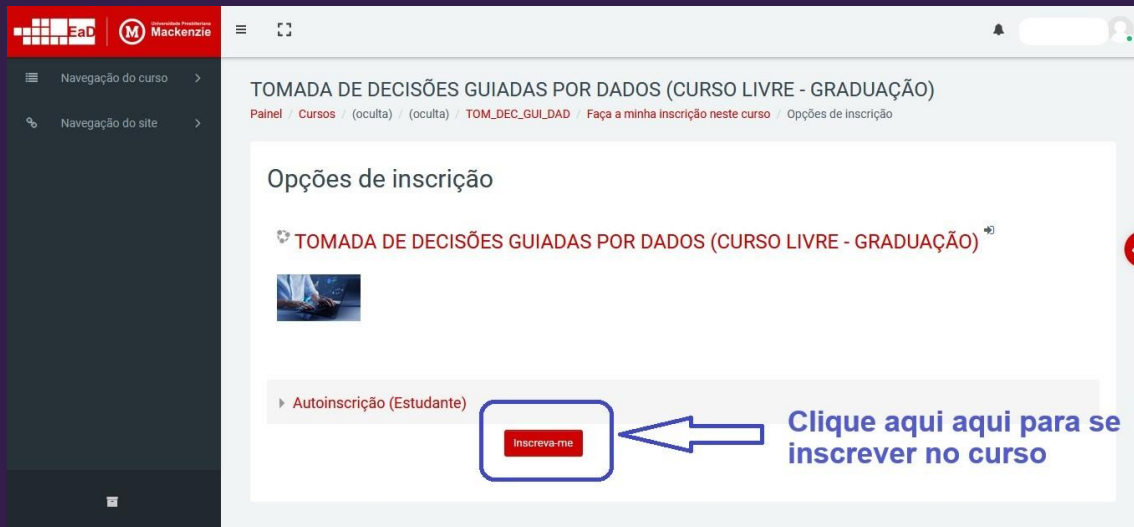 EaD
Universidade Presbiteriana
Mackenzie
Navegação do curso
Navegação do site
TOMADA DE DECISÕES GUIADAS POR DADOS (CURSO LIVRE - GRADUAÇÃO)
Painel / Cursos / (oculta) / (oculta) / TOM_DEC_GUI_DAD / Faça a minha inscrição neste curso / Opções de inscrição
Opções de inscrição
TOMADA DE DECISÕES GUIADAS POR DADOS (CURSO LIVRE - GRADUAÇÃO)
Autoinscrição (Estudante)
Inscreva-me
Clique aqui aqui para se
inscrever no curso